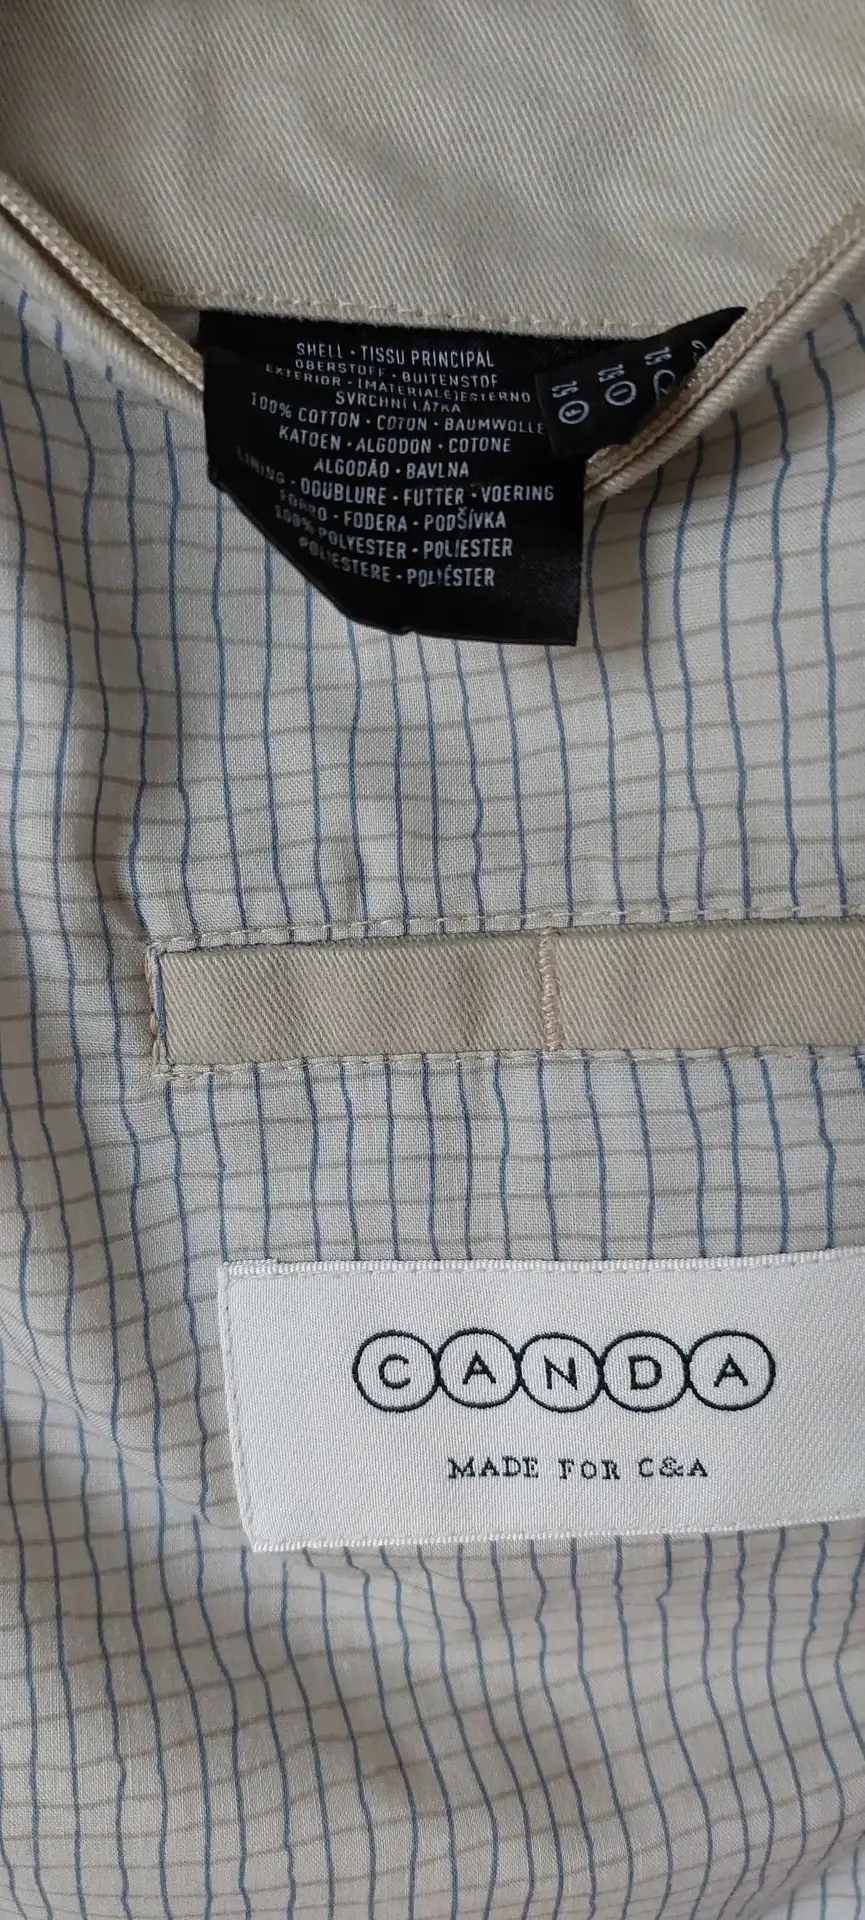 SHELL · TISSU PRINCIPAL
OBERSTOFF · BUITENSTOF
EXTERIOR · (MATERIALE)ESTERNO
SVRCHNÍ LÁTKA
100% COTTON · COTON · BAUMWOLLE
KATOEN · ALGODON · COTONE
ALGODÃO · BAVLNA
LINING · DOUBLURE · FUTTER · VOERING
FORRO · FODERA · PODŠÍVKA
100% POLYESTER · POLIESTER
POLIESTERE · POLYÉSTER
CANDA
MADE FOR C&A